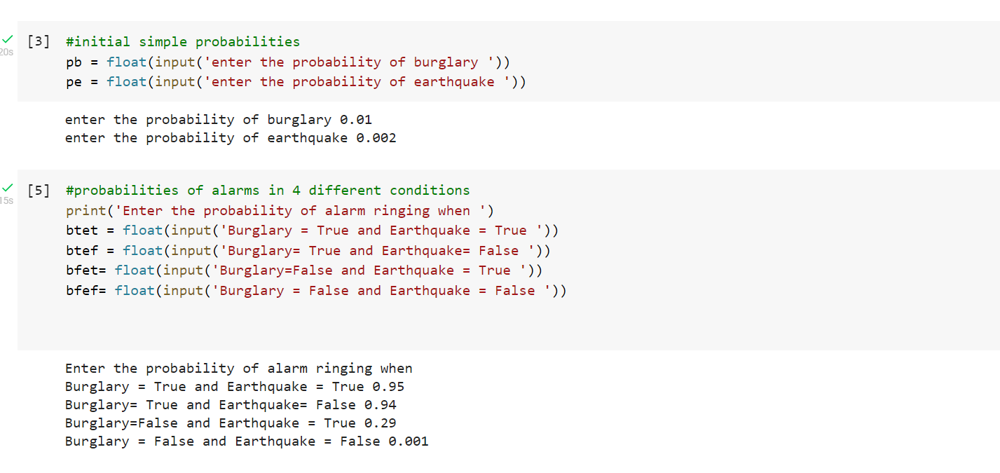 [3] #initial simple probabilities
20s
pb = float(input('enter the probability of burglary '))
pe = float(input('enter the probability of earthquake '))
enter the probability of burglary 0.01
enter the probability of earthquake 0.002
[5] #probabilities of alarms in 4 different conditions
15s
print('Enter the probability of alarm ringing when ')
btet = float(input('Burglary = True and Earthquake = True '))
btef = float(input('Burglary= True and Earthquake= False '))
bfet= float(input('Burglary=False and Earthquake = True '))
bfef= float(input('Burglary = False and Earthquake = False '))
Enter the probability of alarm ringing when
Burglary = True and Earthquake = True 0.95
Burglary= True and Earthquake= False 0.94
Burglary=False and Earthquake = True 0.29
Burglary = False and Earthquake = False 0.001